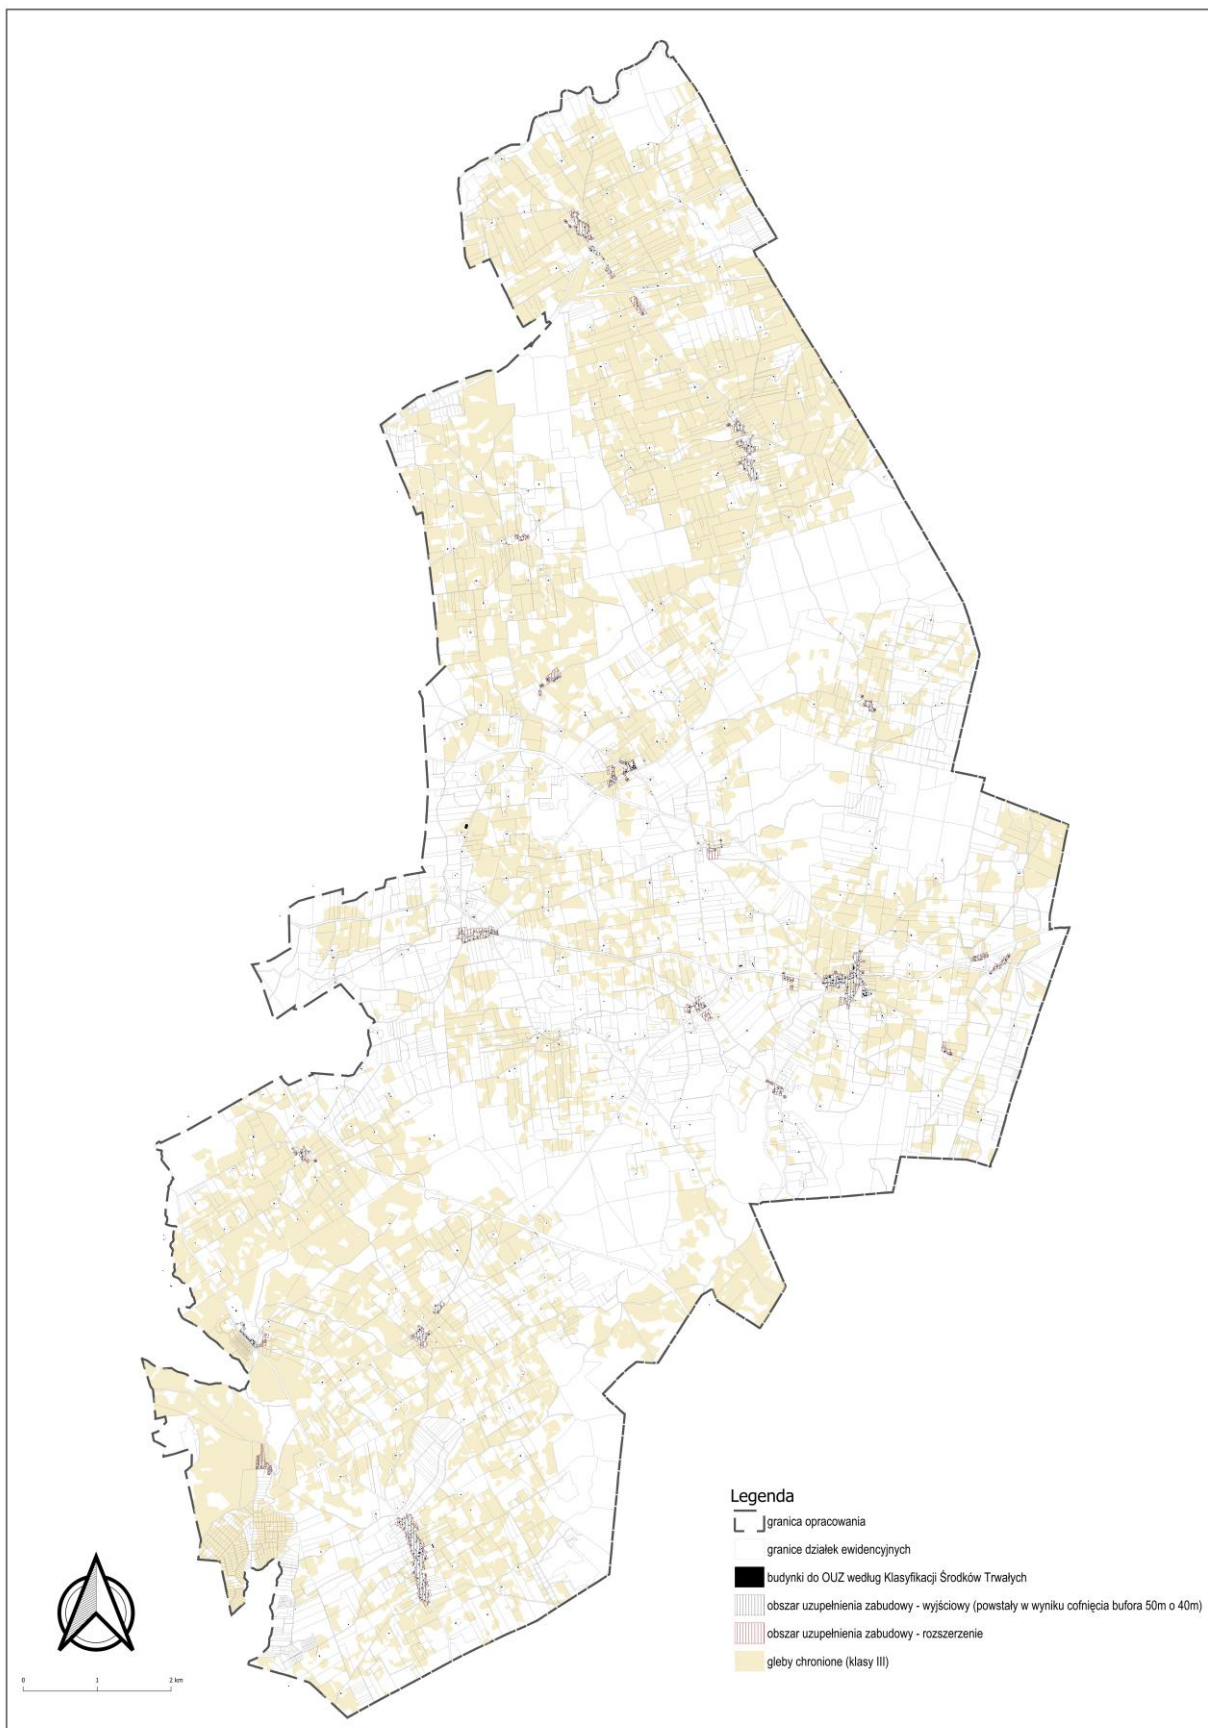 Legenda
granica opracowania
granice działek ewidencyjnych
budynki do OUZ według Klasyfikacji Środków Trwałych
obszar uzupełnienia zabudowy - wyjściowy (powstały w wyniku cofnięcia bufora 50m o 40m)
obszar uzupełnienia zabudowy - rozszerzenie
gleby chronione (klasy III)
0 1 2 km